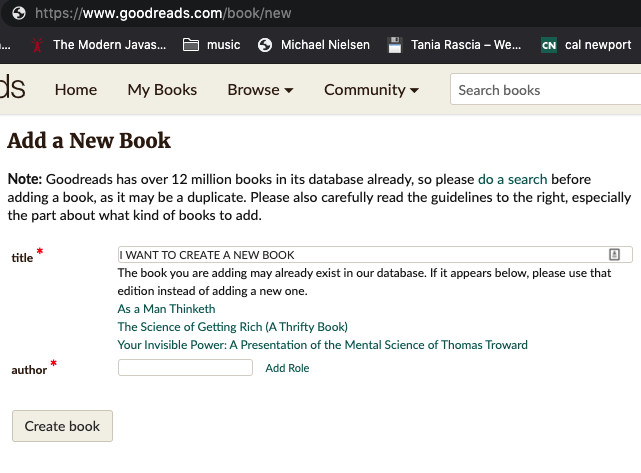 https://www.goodreads.com/book/new
... The Modern Javas... music Michael Nielsen Tania Rascia – We... CN cal newport
ds Home My Books Browse Community Search books
Add a New Book
Note: Goodreads has over 12 million books in its database already, so please do a search before
adding a book, as it may be a duplicate. Please also carefully read the guidelines to the right, especially
the part about what kind of books to add.
title * I WANT TO CREATE A NEW BOOK
The book you are adding may already exist in our database. If it appears below, please use that
edition instead of adding a new one.
As a Man Thinketh
The Science of Getting Rich (A Thrifty Book)
Your Invisible Power: A Presentation of the Mental Science of Thomas Troward
author * Add Role
Create book